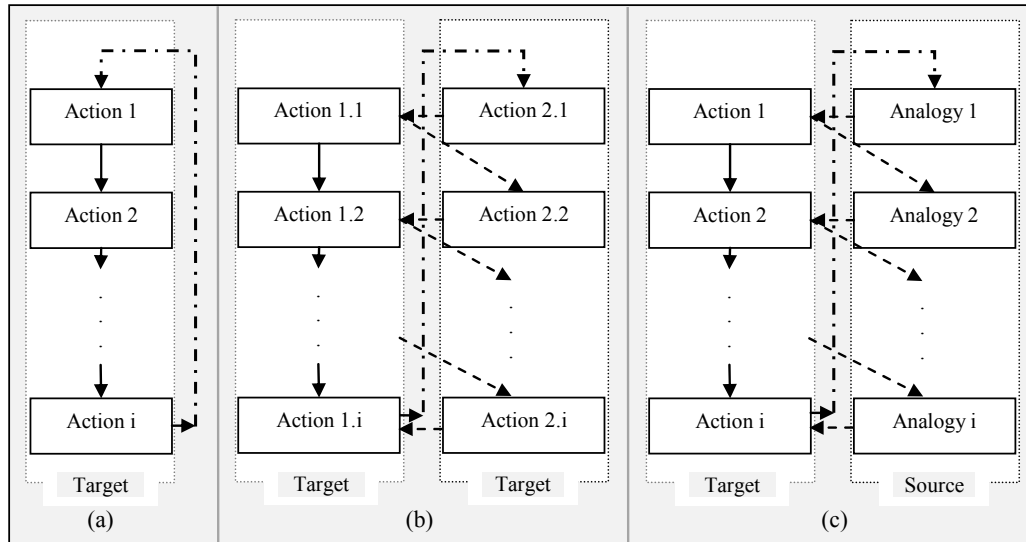 Action 1
Action 2
Action i
Target
(a)
Action 1.1
Action 2.1
Action 1.2
Action 2.2
Action 1.i
Action 2.i
Target
Target
(b)
Action 1
Analogy 1
Action 2
Analogy 2
Action i
Analogy i
Target
Source
(c)